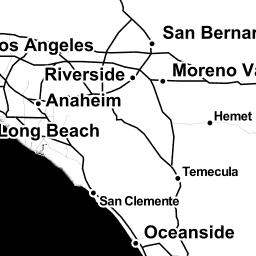 San Bernar
os Angeles
Riverside
Moreno Va
Anaheim
Hemet
Long Beach
Temecula
San Clemente
Oceanside